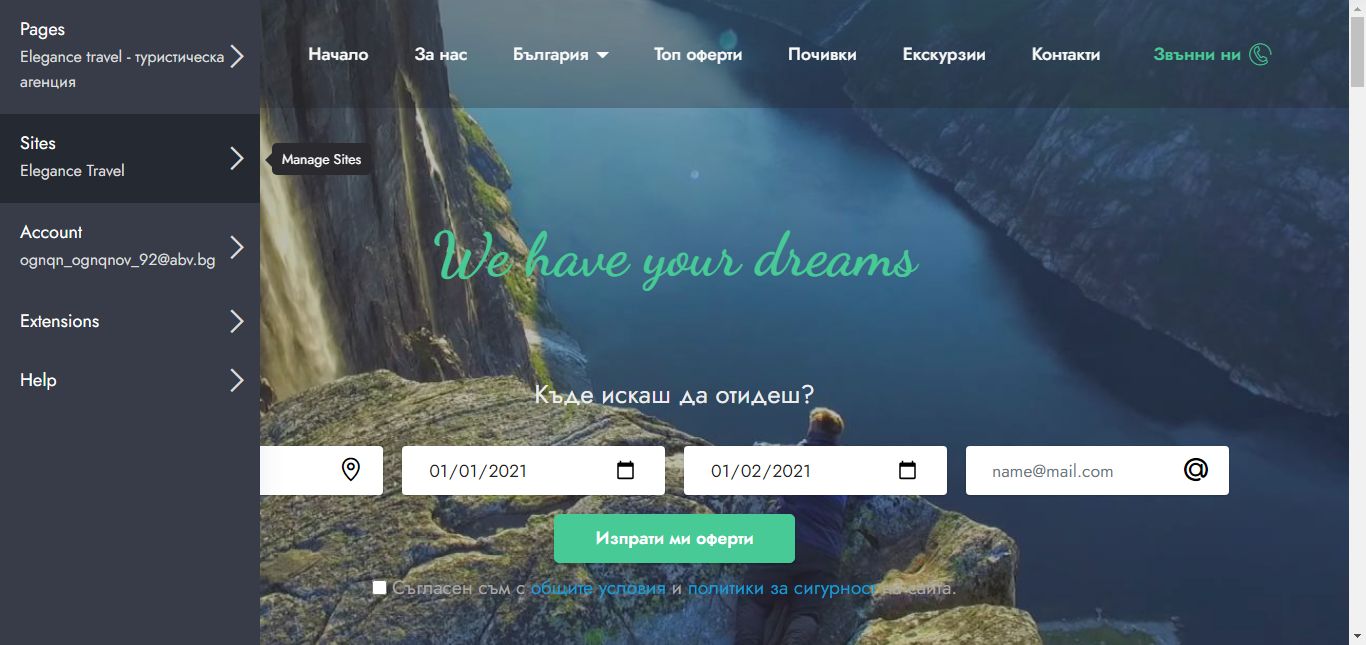 Pages
Elegance travel - туристическа
агенция
Sites
Elegance Travel
Manage Sites
Account
ognqn_ognqnov_92@abv.bg
Extensions
Help
Начало За нас България Топ оферти Почивки Екскурзии Контакти Звънни ни
We have your dreams
Къде искаш да отидеш?
01/01/2021 01/02/2021 name@mail.com
Изпрати ми оферти
Съгласен съм с общите условия и политики за сигурност на сайта.